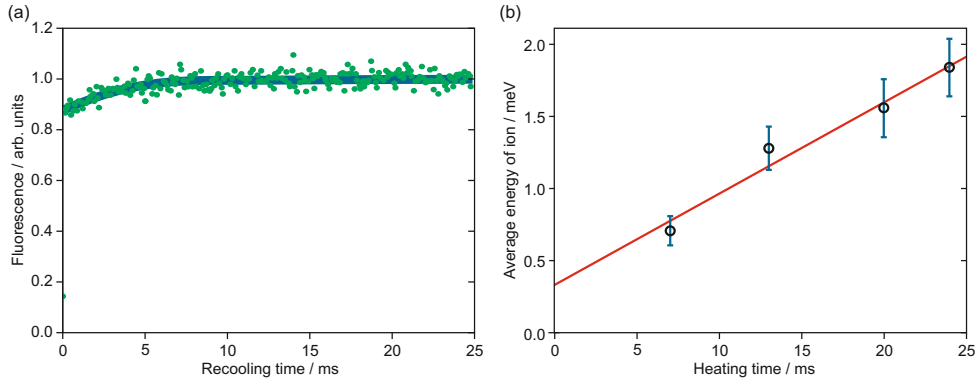 (a)
1.2
1.0
0.8
0.6
0.4
0.2
0.0
0 5 10 15 20 25
Recooling time / ms
Fluorescence / arb. units
(b)
2.0
1.5
1.0
0.5
0.0
0 5 10 15 20 25
Heating time / ms
Average energy of ion / meV